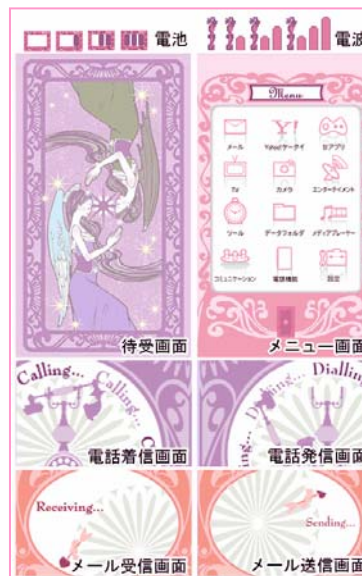 電池
電波
待受画面
Menu
メール
Yahoo!ケータイ
S!アプリ
TV
カメラ
エンターテイメント
ツール
データフォルダ
メディアプレーヤー
コミュニケーション
電話機能
設定
メニュー画面
Calling...
Calling...
電話着信画面
Dialling
電話発信画面
Receiving...
メール受信画面
Sending...
メール送信画面